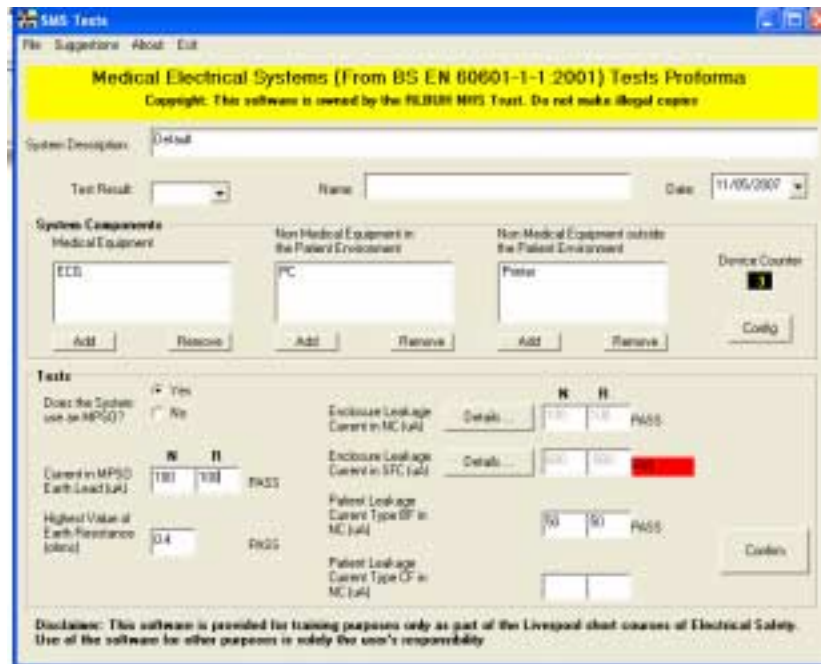 SMS Tests
File Suggestions About Exit
Medical Electrical Systems (From BS EN 60601-1-1:2001) Tests Proforma
Copyright: This software is owned by the RLBUH NHS Trust. Do not make illegal copies
System Description: Default
Test Result Name Date 11/05/2007
System Components
Medical Equipment
Non Medical Equipment in the Patient Environment
Non Medical Equipment outside the Patient Environment
Device Counter
ECG PC Printer
3
Add Remove Add Remove Add Remove
Config
Tests
Does the System use an MPSO?
Yes
No
N R
Current in MPSO Earth Lead (uA) 100 100 PASS
Highest Value of Earth Resistance (ohms) 0.4 PASS
N R
Enclosure Leakage Current in NC (uA) Details... 100 100 PASS
Enclosure Leakage Current in SFC (uA) Details...
Patient Leakage Current Type BF in NC (uA) 50 50 PASS
Patient Leakage Current Type CF in NC (uA)
Confirm
Disclaimer: This software is provided for training purposes only as part of the Liverpool short courses of Electrical Safety.
Use of the software for other purposes is solely the user's responsibility